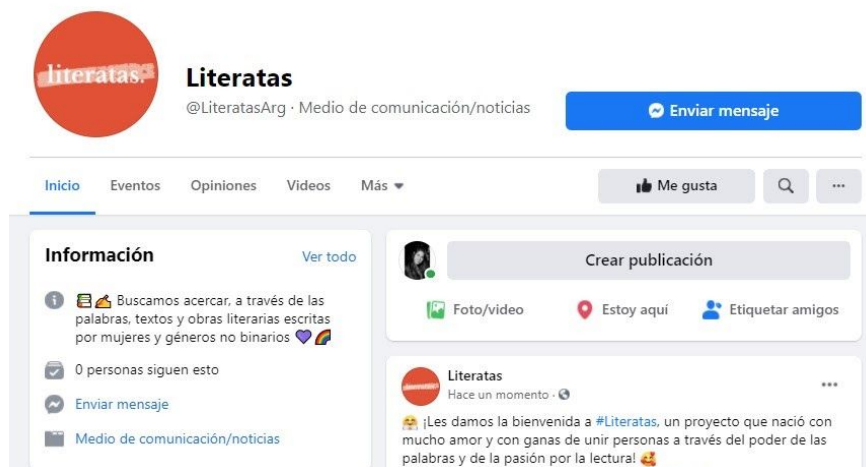 literatas.
Literatas
@LiteratasArg · Medio de comunicación/noticias
Enviar mensaje
Inicio Eventos Opiniones Videos Más
Me gusta
Información Ver todo
📚✍️ Buscamos acercar, a través de las
palabras, textos y obras literarias escritas
por mujeres y géneros no binarios 💜🌈
0 personas siguen esto
Enviar mensaje
Medio de comunicación/noticias
Crear publicación
Foto/video Estoy aquí Etiquetar amigos
Literatas
Hace un momento ·
🤗 ¡Les damos la bienvenida a #Literatas, un proyecto que nació con
mucho amor y con ganas de unir personas a través del poder de las
palabras y de la pasión por la lectura! 🥰